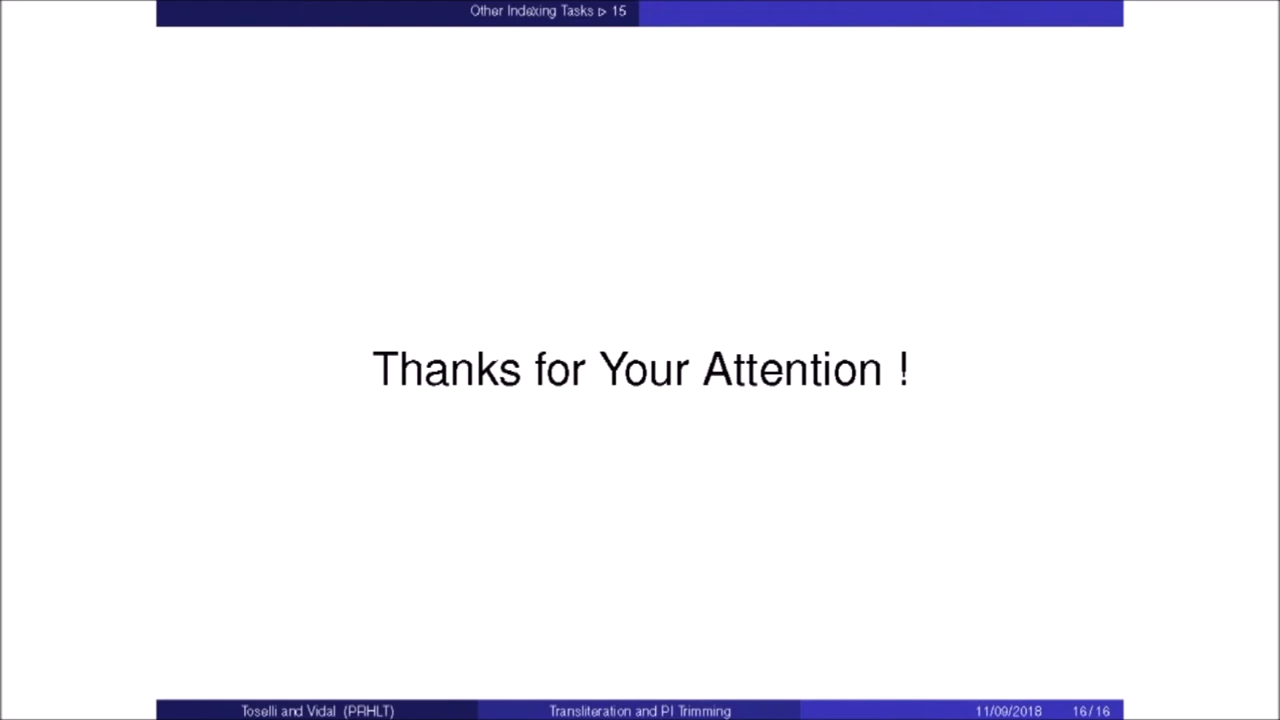 Other Indexing Tasks ▷ 15
Thanks for Your Attention !
Toselli and Vidal (PRHLT) Transliteration and PI Trimming 11/09/2018 16 / 16